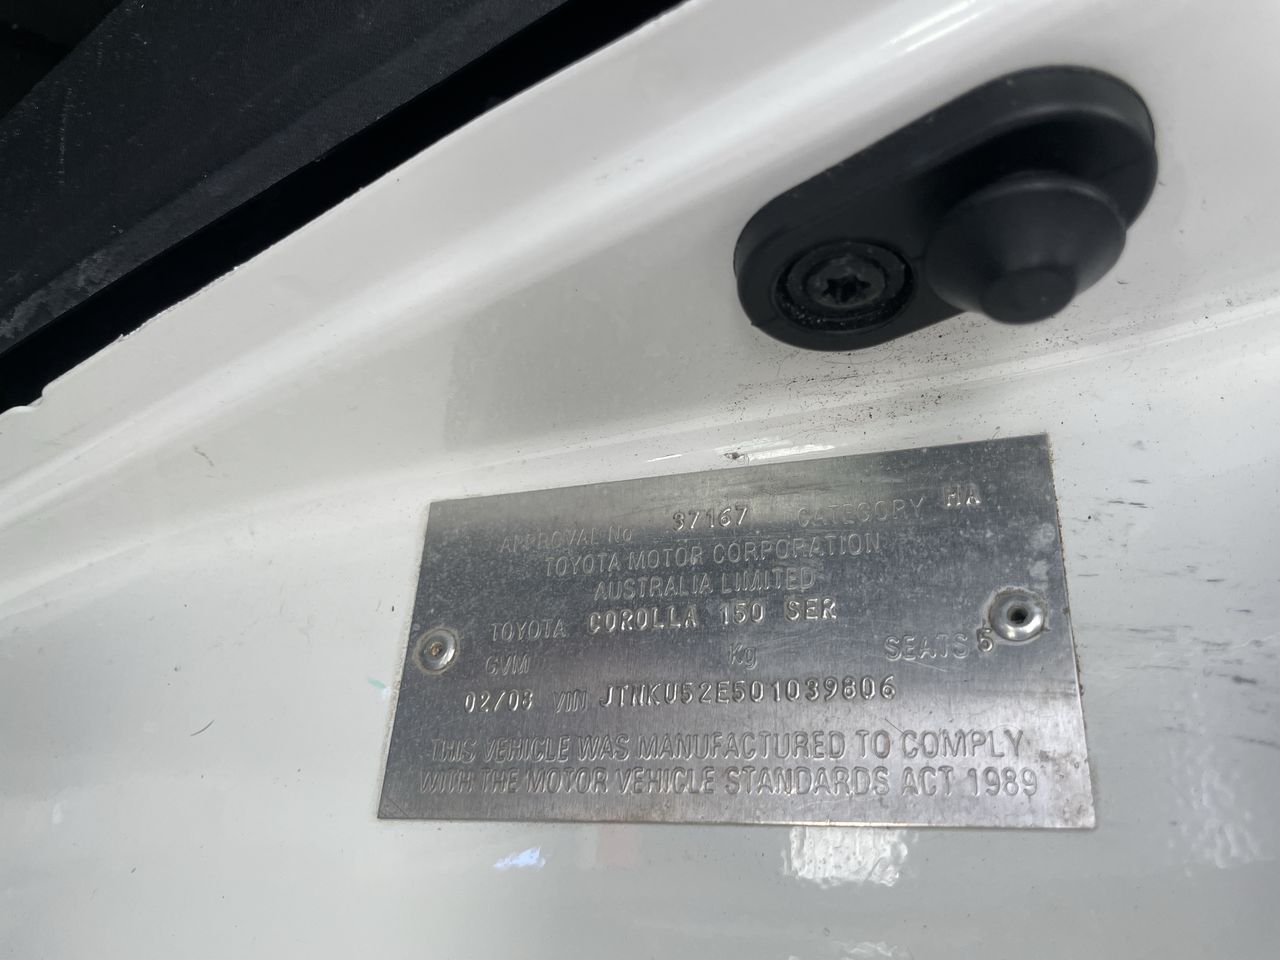 APPROVAL No 37167 CATEGORY MA
TOYOTA MOTOR CORPORATION
AUSTRALIA LIMITED
TOYOTA COROLLA 150 SER
GVM Kg SEATS 5
02/08 VIN JTNKU52E501039806
THIS VEHICLE WAS MANUFACTURED TO COMPLY
WITH THE MOTOR VEHICLE STANDARDS ACT 1989